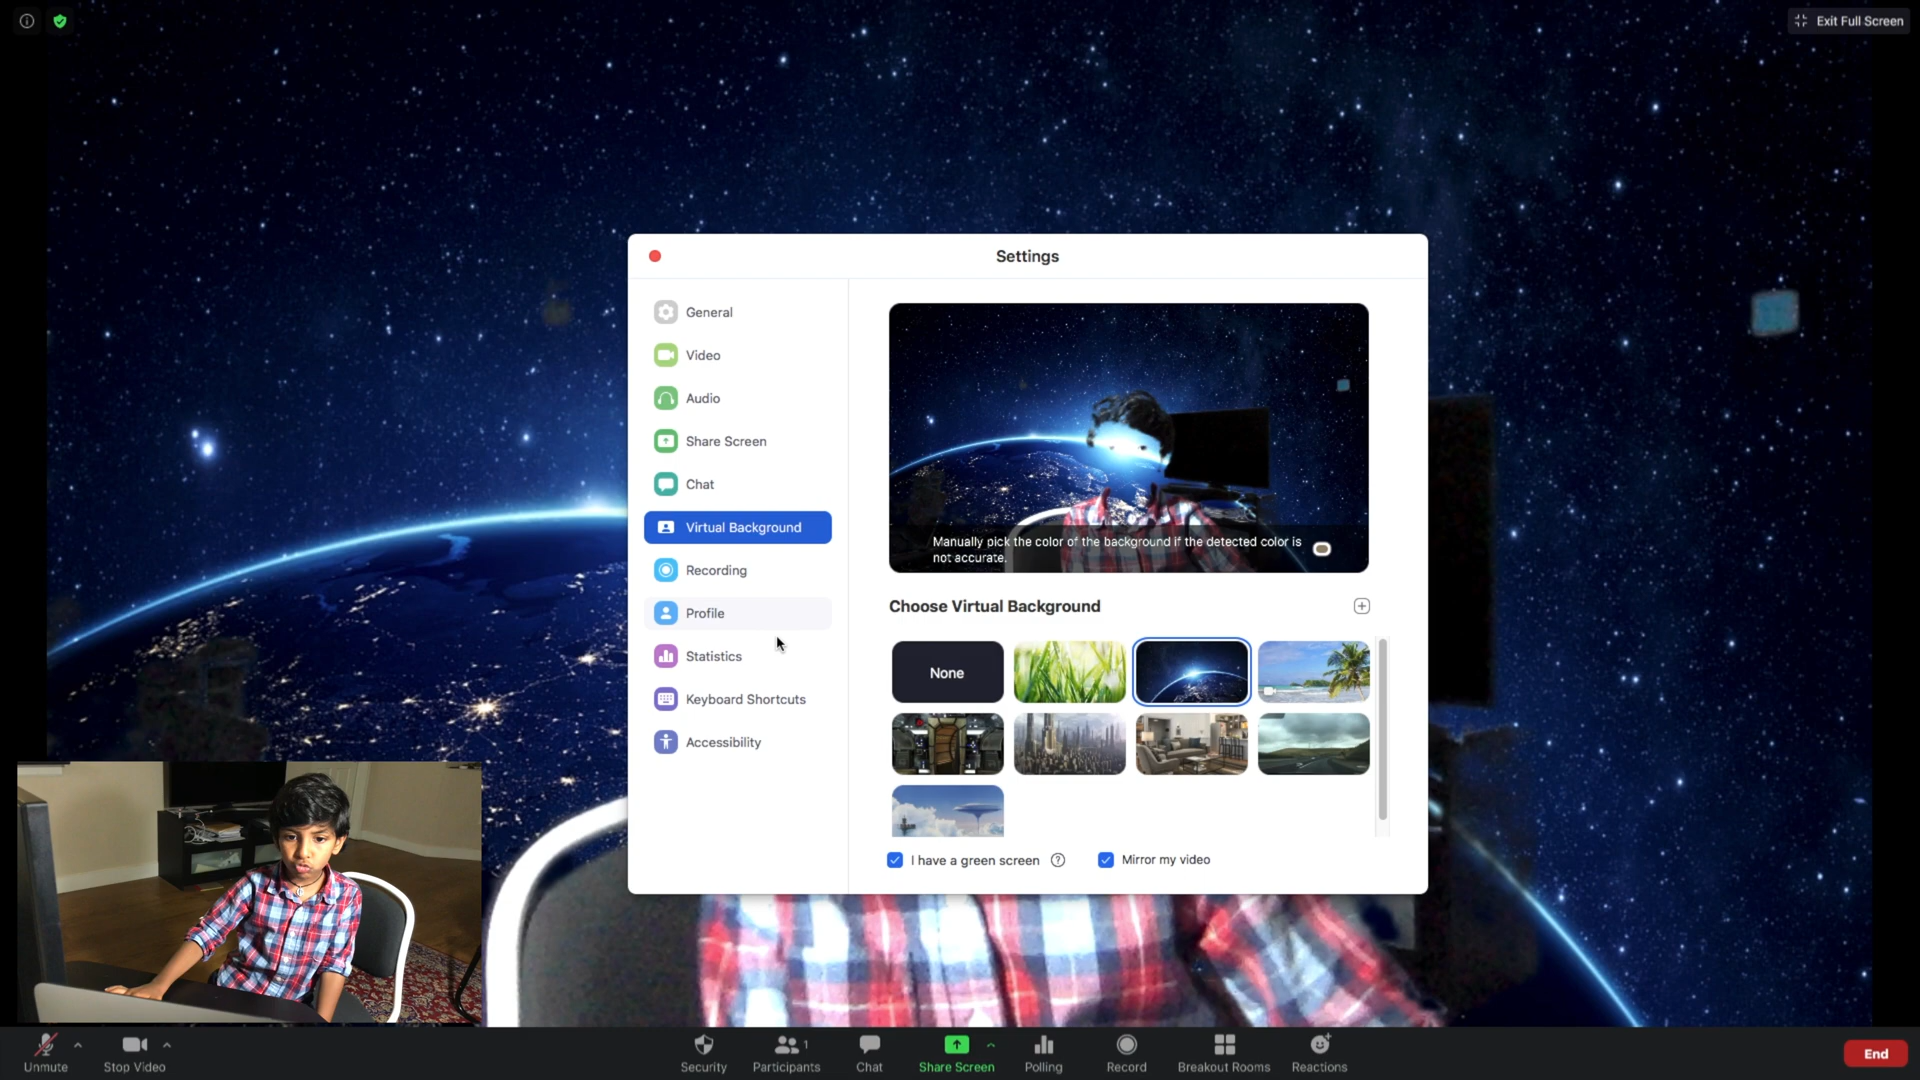 Exit Full Screen
Settings
General
Video
Audio
Share Screen
Chat
Virtual Background
Recording
Profile
Statistics
Keyboard Shortcuts
Accessibility
Manually pick the color of the background if the detected color is
not accurate.
Choose Virtual Background
None
I have a green screen
Mirror my video
Unmute
Stop Video
Security
Participants
1
Chat
Share Screen
Polling
Record
Breakout Rooms
Reactions
End